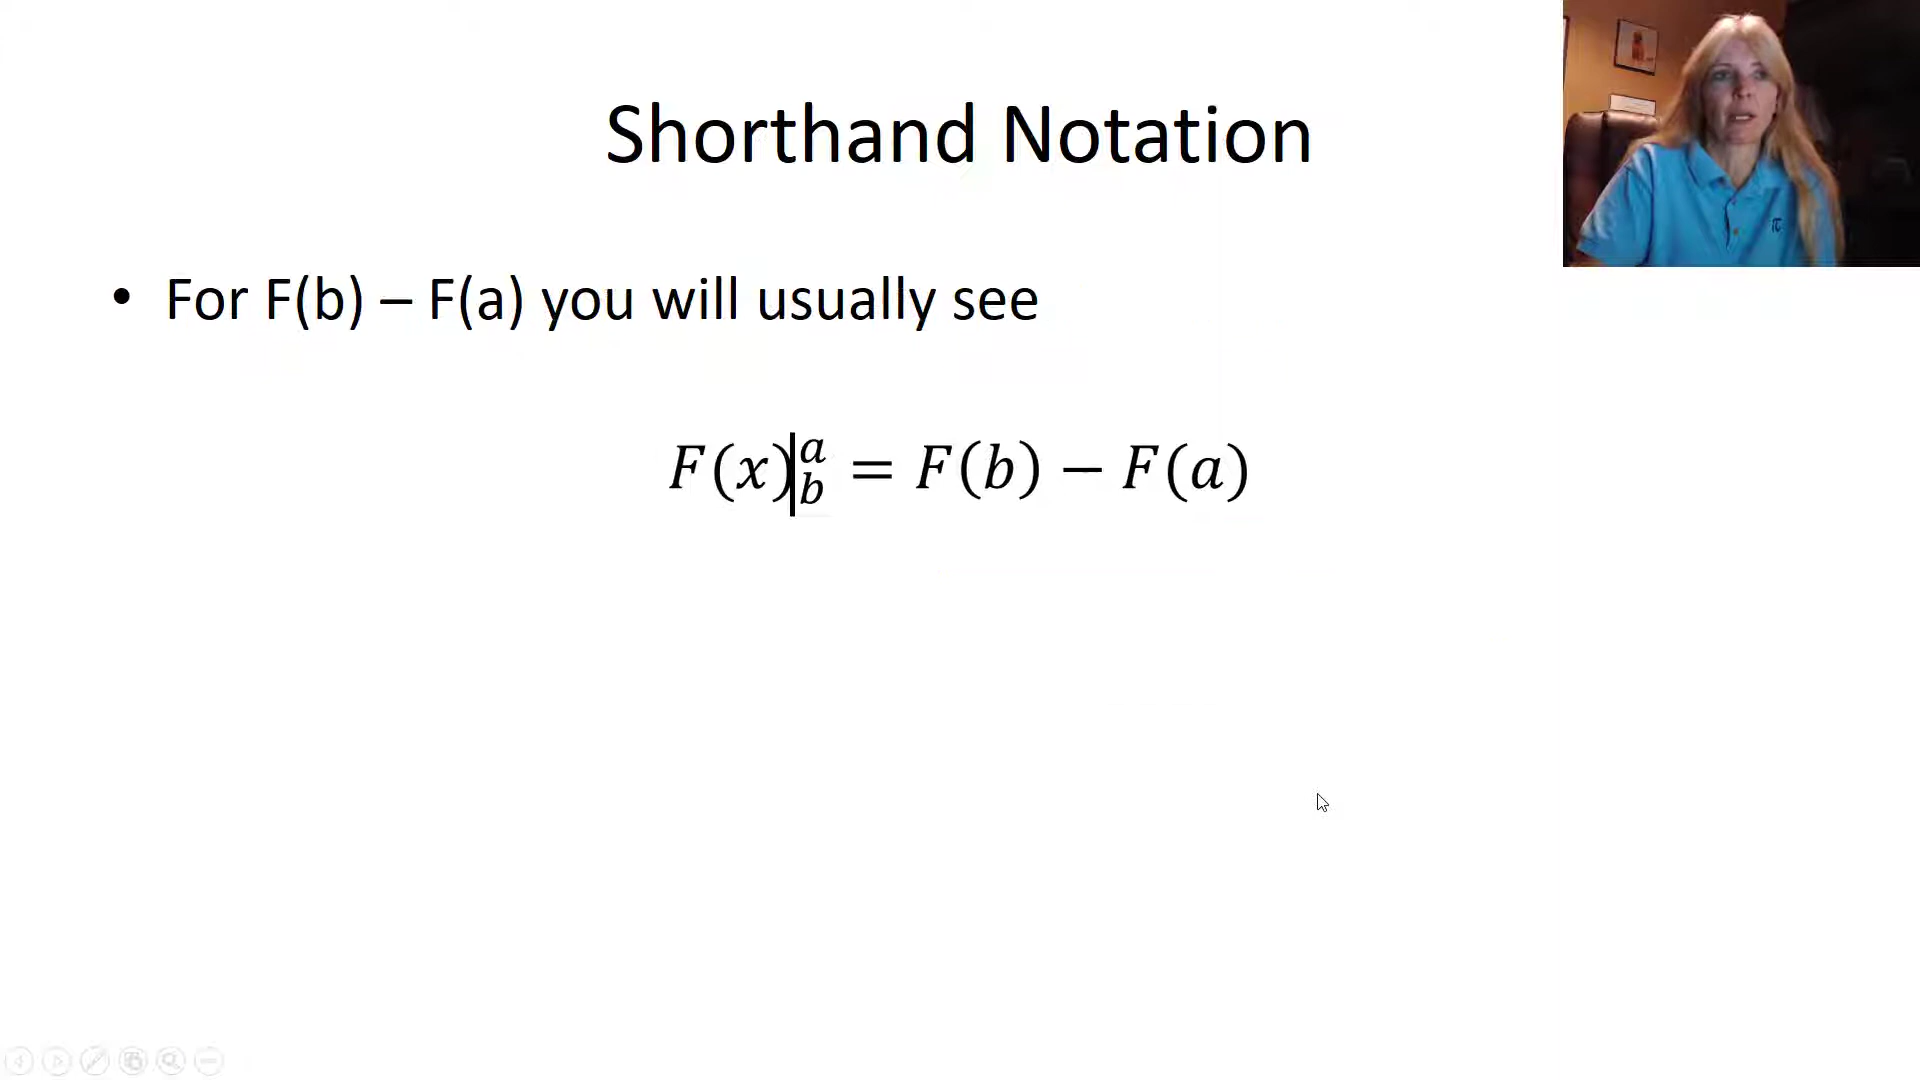 Shorthand Notation
• For F(b) – F(a) you will usually see
F(x)|ᵃ_b = F(b) − F(a)
π